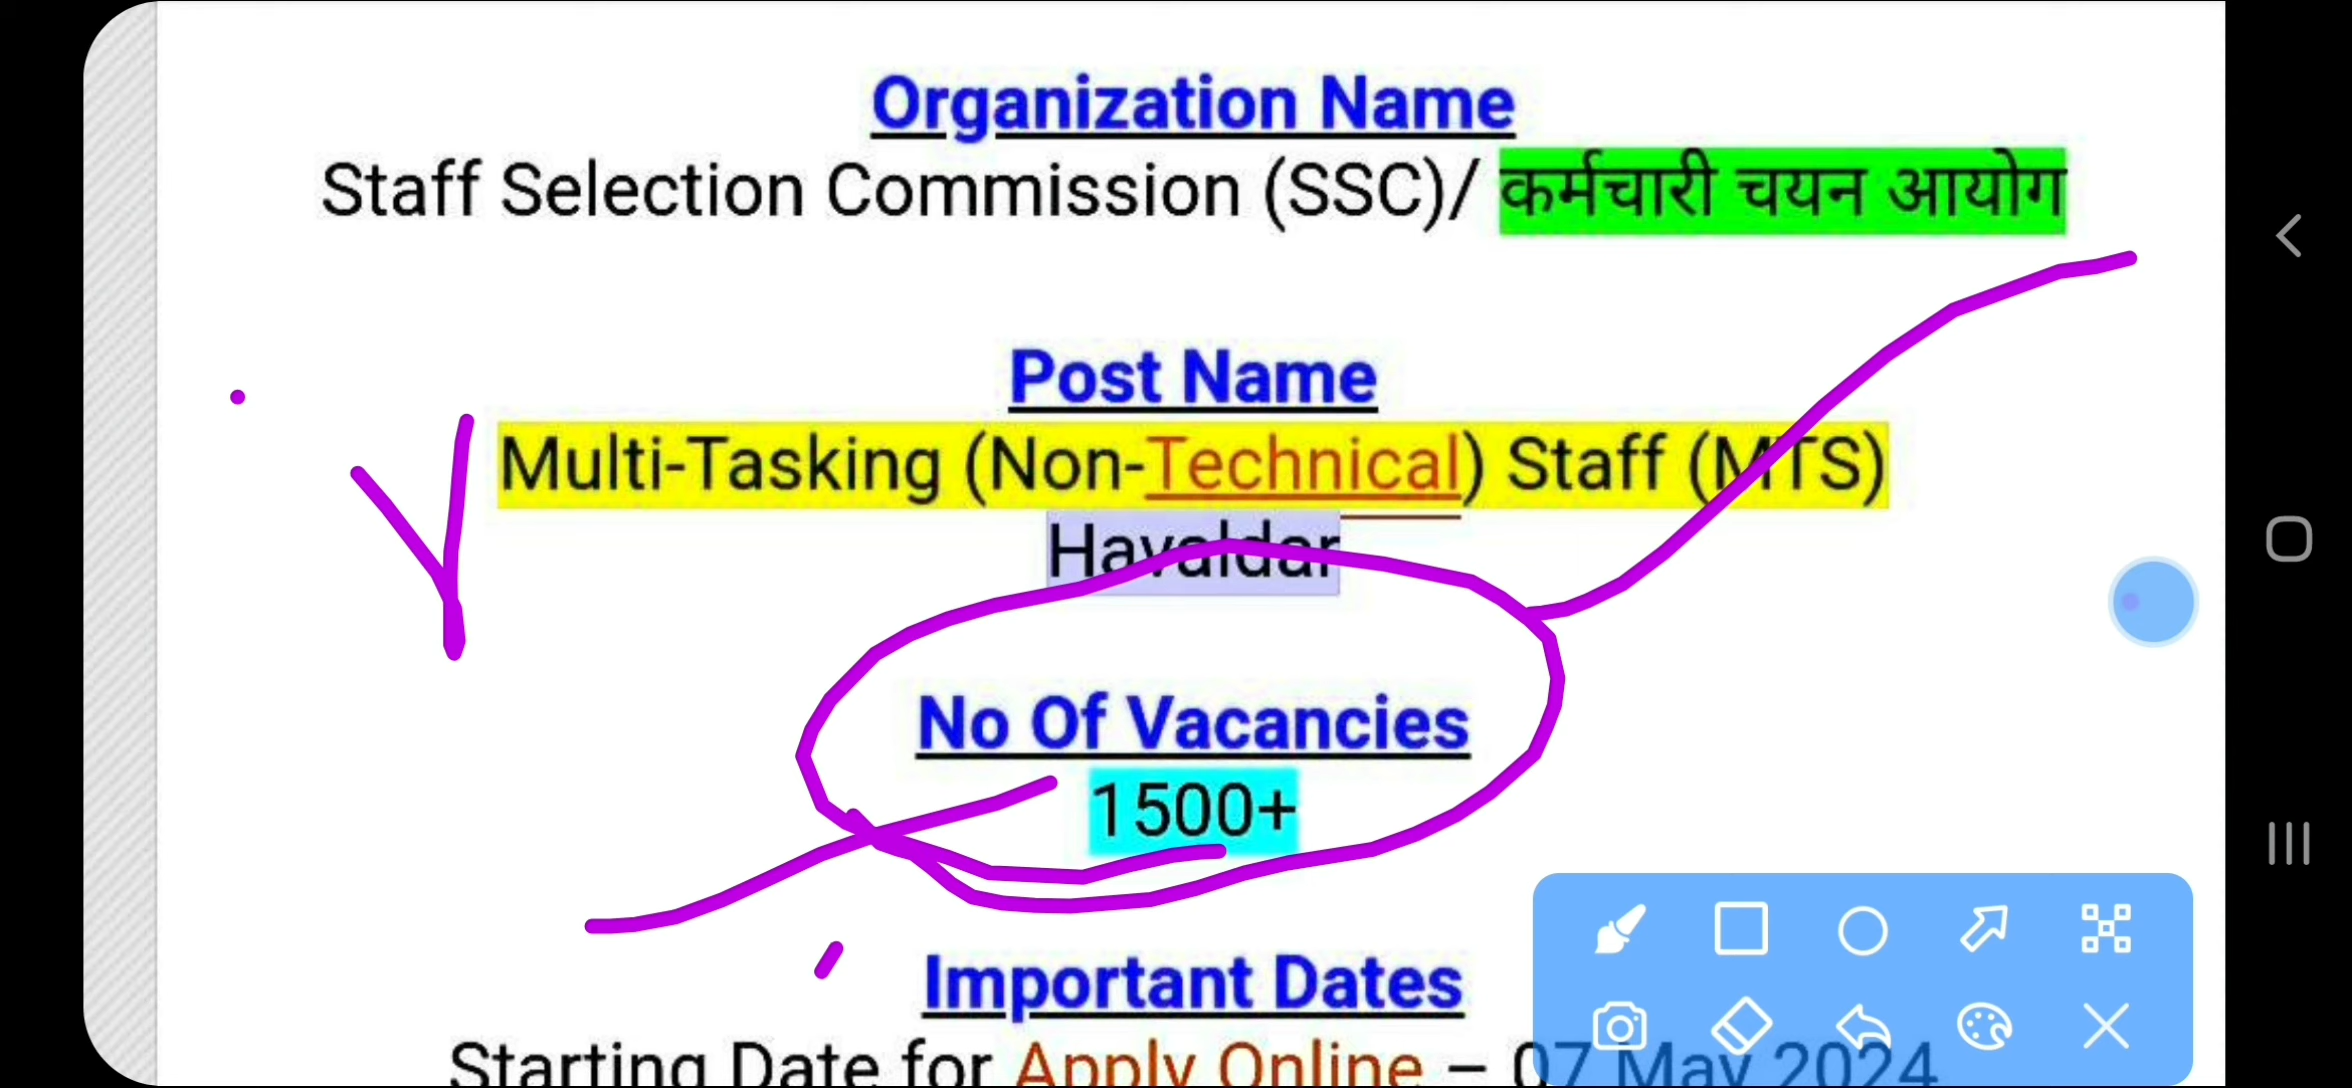 Organization Name
Staff Selection Commission (SSC)/ कर्मचारी चयन आयोग
Post Name
Multi-Tasking (Non-Technical) Staff (MTS)
Havaldar
No Of Vacancies
1500+
Important Dates
Starting Date for Apply Online – 07 May 2024